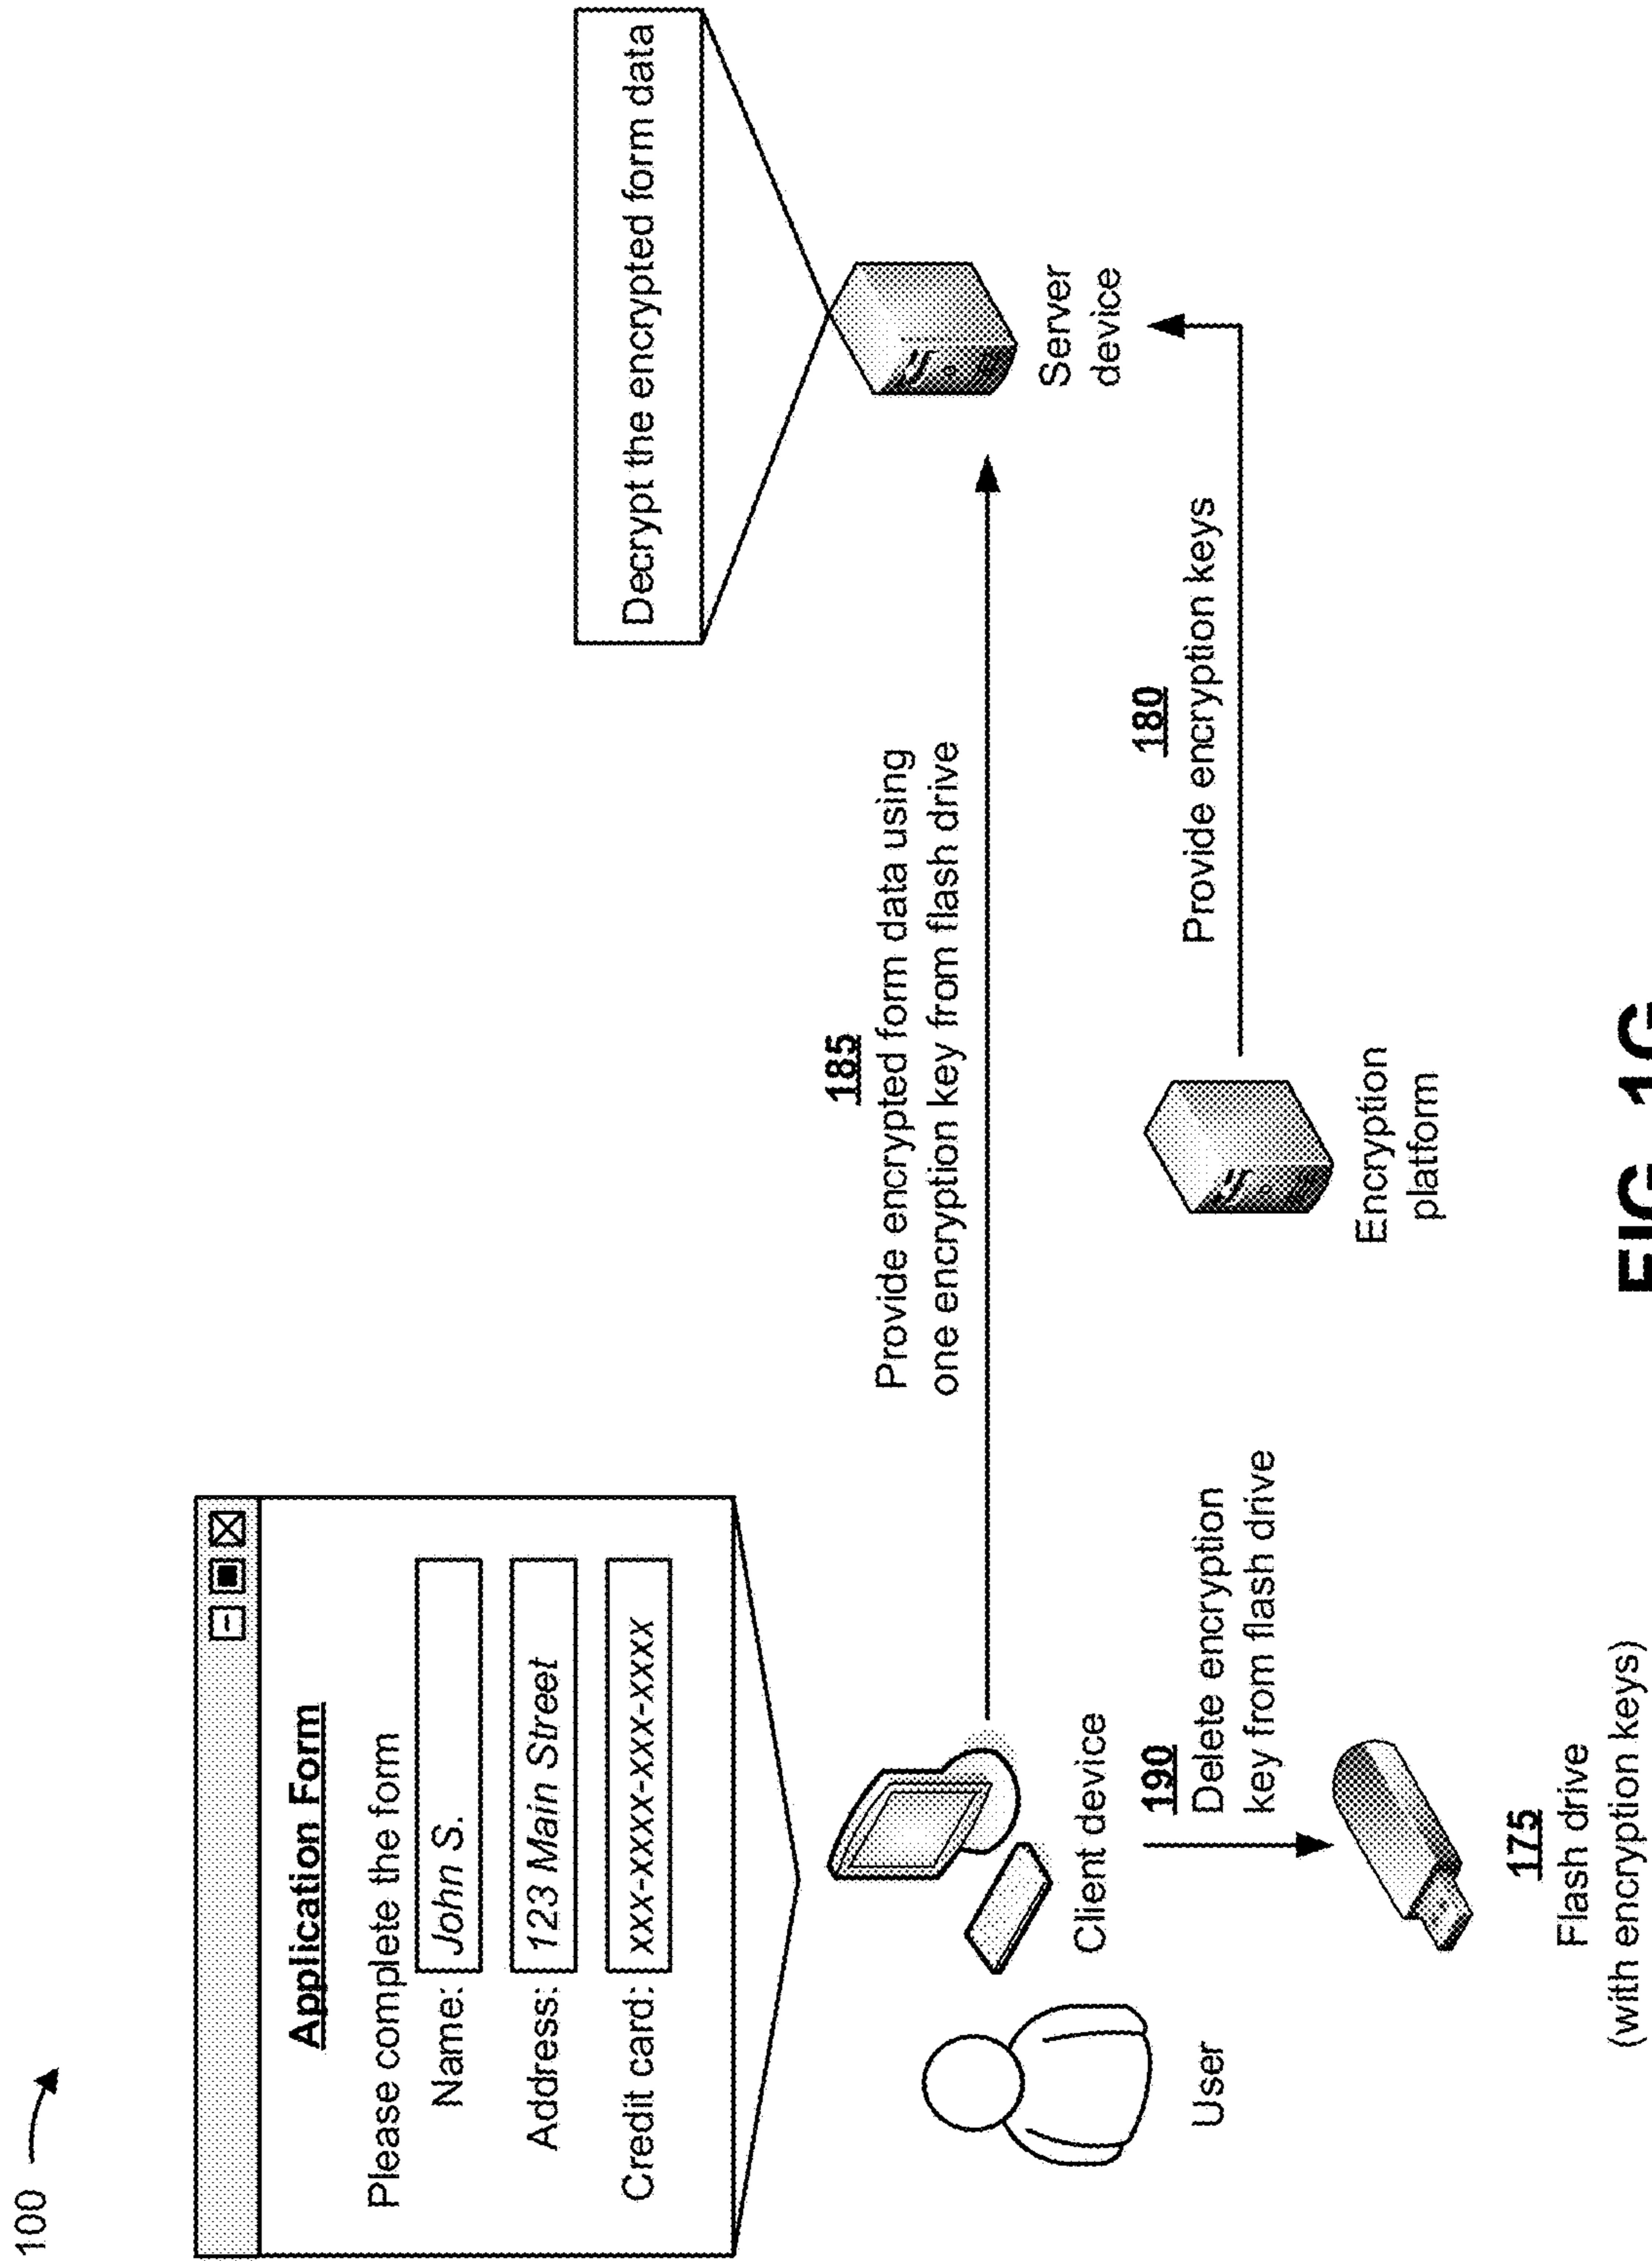 100
Application Form
Please complete the form
Name: John S.
Address: 123 Main Street
Credit card: xxx-xxxx-xxx-xxx
Decrypt the encrypted form data
185
Provide encrypted form data using
one encryption key from flash drive
Server
device
User
Client device
190
Delete encryption
key from flash drive
180
Provide encryption keys
Encryption
platform
175
Flash drive
(with encryption keys)
FIG. 1G